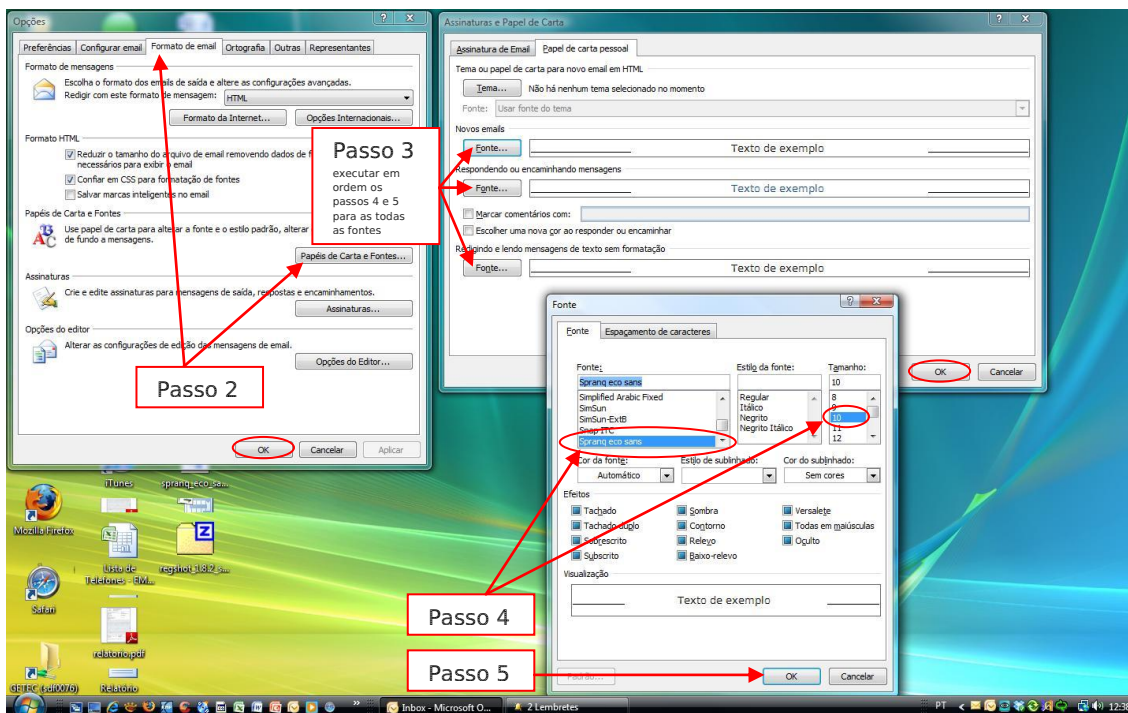 Opções
Preferências Configurar email Formato de email Ortografia Outras Representantes
Formato de mensagens
Escolha o formato dos emails de saída e altere as configurações avançadas.
Redigir com este formato de mensagem: HTML
Formato da Internet... Opções Internacionais...
Formato HTML
Reduzir o tamanho do arquivo de email removendo dados de
necessários para exibir o email
Confiar em CSS para formatação de fontes
Salvar marcas inteligentes no email
Papéis de Carta e Fontes
Use papel de carta para alterar a fonte e o estilo padrão, alterar
de fundo a mensagens.
Papéis de Carta e Fontes...
Assinaturas
Crie e edite assinaturas para mensagens de saída, respostas e encaminhamentos.
Assinaturas...
Opções do editor
Alterar as configurações de edição das mensagens de email.
Opções do Editor...
Passo 2
OK Cancelar Aplicar
Passo 3
executar em
ordem os
passos 4 e 5
para as todas
as fontes
Assinaturas e Papel de Carta
Assinatura de Email Papel de carta pessoal
Tema ou papel de carta para novo email em HTML
Tema... Não há nenhum tema selecionado no momento
Fonte: Usar fonte do tema
Novos emails
Fonte... Texto de exemplo
Respondendo ou encaminhando mensagens
Fonte... Texto de exemplo
Marcar comentários com:
Escolher uma nova cor ao responder ou encaminhar
Redigindo e lendo mensagens de texto sem formatação
Fonte... Texto de exemplo
OK Cancelar
Fonte
Fonte Espaçamento de caracteres
Fonte: Estilo da fonte: Tamanho:
Spranq eco sans 10
Simplified Arabic Fixed Regular 8
SimSun Itálico 9
SimSun-ExtB Negrito 10
Snap ITC Negrito Itálico 11
Spranq eco sans 12
Cor da fonte: Estilo de sublinhado: Cor do sublinhado:
Automático Sem cores
Efeitos
Tachado Sombra Versalete
Tachado duplo Contorno Todas em maiúsculas
Sobrescrito Relevo Oculto
Subscrito Baixo-relevo
Visualização
Texto de exemplo
Padrão... OK Cancelar
Passo 4
Passo 5
iTunes spranq_eco_sa...
Mozilla Firefox
Lista de regshot_1.8.2_s...
Telefones - EM...
Safari
relatorio.pdf
Relatório
Inbox - Microsoft O... 2 Lembretes PT 12:38